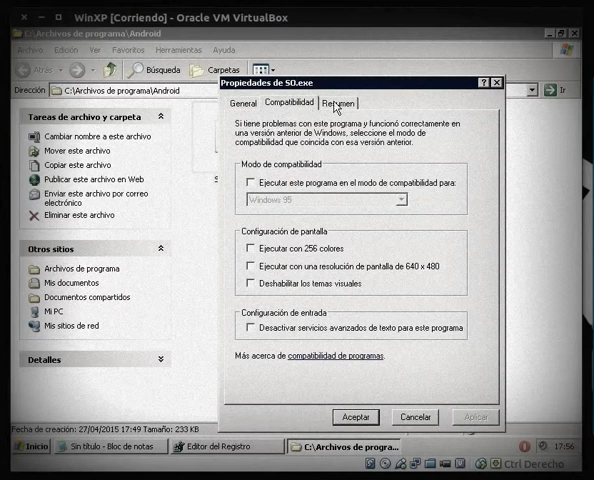 WinXP [Corriendo] - Oracle VM VirtualBox
C:\Archivos de programa\Android
Archivo Edición Ver Favoritos Herramientas Ayuda
Atrás Búsqueda Carpetas
Dirección C:\Archivos de programa\Android Ir
Tareas de archivo y carpeta
Cambiar nombre a este archivo
Mover este archivo
Copiar este archivo
Publicar este archivo en Web
Enviar este archivo por correo
electrónico
Eliminar este archivo
Otros sitios
Archivos de programa
Mis documentos
Documentos compartidos
Mi PC
Mis sitios de red
Detalles
Propiedades de SO.exe
General Compatibilidad Resumen
Si tiene problemas con este programa y funcionó correctamente en
una versión anterior de Windows, seleccione el modo de
compatibilidad que coincida con esa versión anterior.
Modo de compatibilidad
Ejecutar este programa en el modo de compatibilidad para:
Windows 95
Configuración de pantalla
Ejecutar con 256 colores
Ejecutar con una resolución de pantalla de 640 x 480
Deshabilitar los temas visuales
Configuración de entrada
Desactivar servicios avanzados de texto para este programa
Más acerca de compatibilidad de programas.
Aceptar Cancelar Aplicar
Fecha de creación: 27/04/2015 17:49 Tamaño: 233 KB
Inicio Sin título - Bloc de notas Editor del Registro C:\Archivos de progra... 17:56
Ctrl Derecho